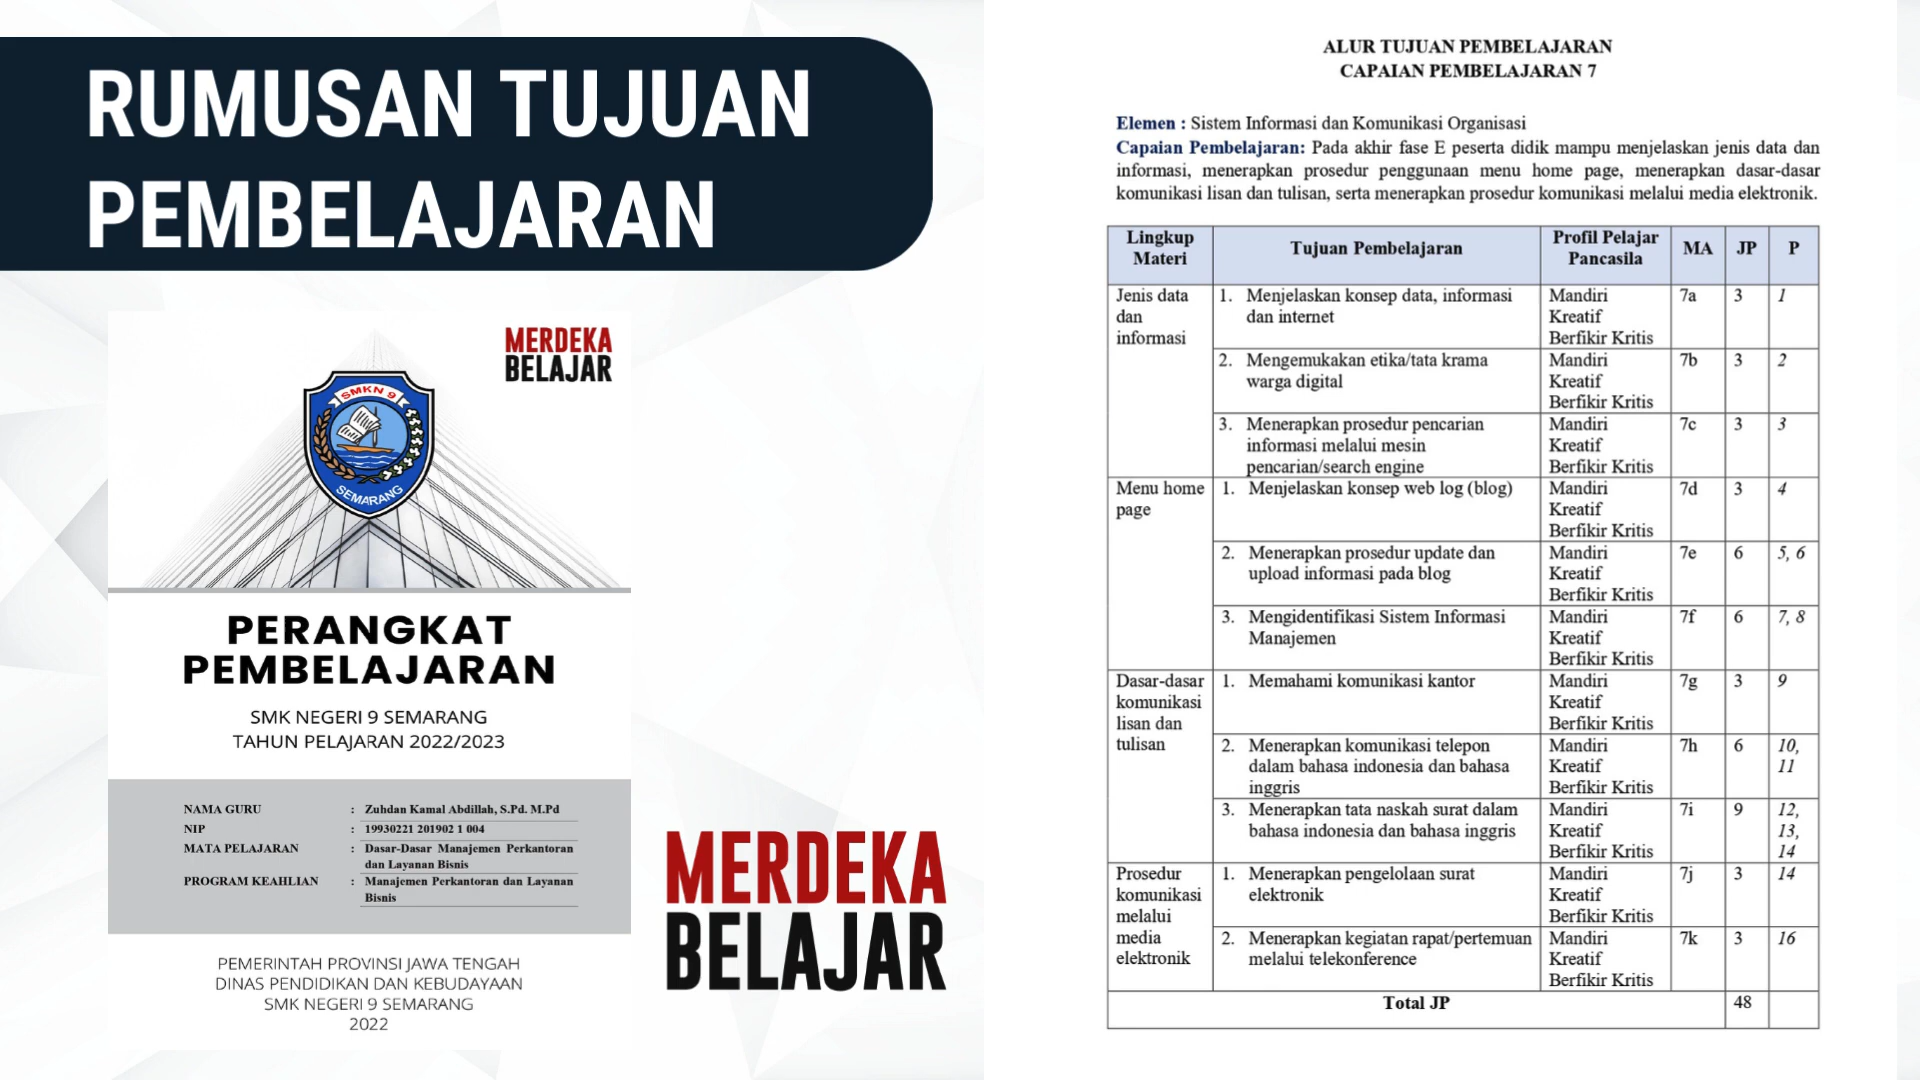 RUMUSAN TUJUAN
PEMBELAJARAN
MERDEKA
BELAJAR
SMKN 9
SEMARANG
PERANGKAT
PEMBELAJARAN
SMK NEGERI 9 SEMARANG
TAHUN PELAJARAN 2022/2023
NAMA GURU : Zuhdan Kamal Abdillah, S.Pd. M.Pd
NIP : 19930221 201902 1 004
MATA PELAJARAN : Dasar-Dasar Manajemen Perkantoran
dan Layanan Bisnis
PROGRAM KEAHLIAN : Manajemen Perkantoran dan Layanan
Bisnis
PEMERINTAH PROVINSI JAWA TENGAH
DINAS PENDIDIKAN DAN KEBUDAYAAN
SMK NEGERI 9 SEMARANG
2022
MERDEKA
BELAJAR
ALUR TUJUAN PEMBELAJARAN
CAPAIAN PEMBELAJARAN 7
Elemen : Sistem Informasi dan Komunikasi Organisasi
Capaian Pembelajaran: Pada akhir fase E peserta didik mampu menjelaskan jenis data dan
informasi, menerapkan prosedur penggunaan menu home page, menerapkan dasar-dasar
komunikasi lisan dan tulisan, serta menerapkan prosedur komunikasi melalui media elektronik.
Lingkup Materi | Tujuan Pembelajaran | Profil Pelajar Pancasila | MA | JP | P
Jenis data dan informasi | 1. Menjelaskan konsep data, informasi dan internet | Mandiri Kreatif Berfikir Kritis | 7a | 3 | 1
2. Mengemukakan etika/tata krama warga digital | Mandiri Kreatif Berfikir Kritis | 7b | 3 | 2
3. Menerapkan prosedur pencarian informasi melalui mesin pencarian/search engine | Mandiri Kreatif Berfikir Kritis | 7c | 3 | 3
Menu home page | 1. Menjelaskan konsep web log (blog) | Mandiri Kreatif Berfikir Kritis | 7d | 3 | 4
2. Menerapkan prosedur update dan upload informasi pada blog | Mandiri Kreatif Berfikir Kritis | 7e | 6 | 5, 6
3. Mengidentifikasi Sistem Informasi Manajemen | Mandiri Kreatif Berfikir Kritis | 7f | 6 | 7, 8
Dasar-dasar komunikasi lisan dan tulisan | 1. Memahami komunikasi kantor | Mandiri Kreatif Berfikir Kritis | 7g | 3 | 9
2. Menerapkan komunikasi telepon dalam bahasa indonesia dan bahasa inggris | Mandiri Kreatif Berfikir Kritis | 7h | 6 | 10, 11
3. Menerapkan tata naskah surat dalam bahasa indonesia dan bahasa inggris | Mandiri Kreatif Berfikir Kritis | 7i | 9 | 12, 13, 14
Prosedur komunikasi melalui media elektronik | 1. Menerapkan pengelolaan surat elektronik | Mandiri Kreatif Berfikir Kritis | 7j | 3 | 14
2. Menerapkan kegiatan rapat/pertemuan melalui telekonference | Mandiri Kreatif Berfikir Kritis | 7k | 3 | 16
Total JP | 48